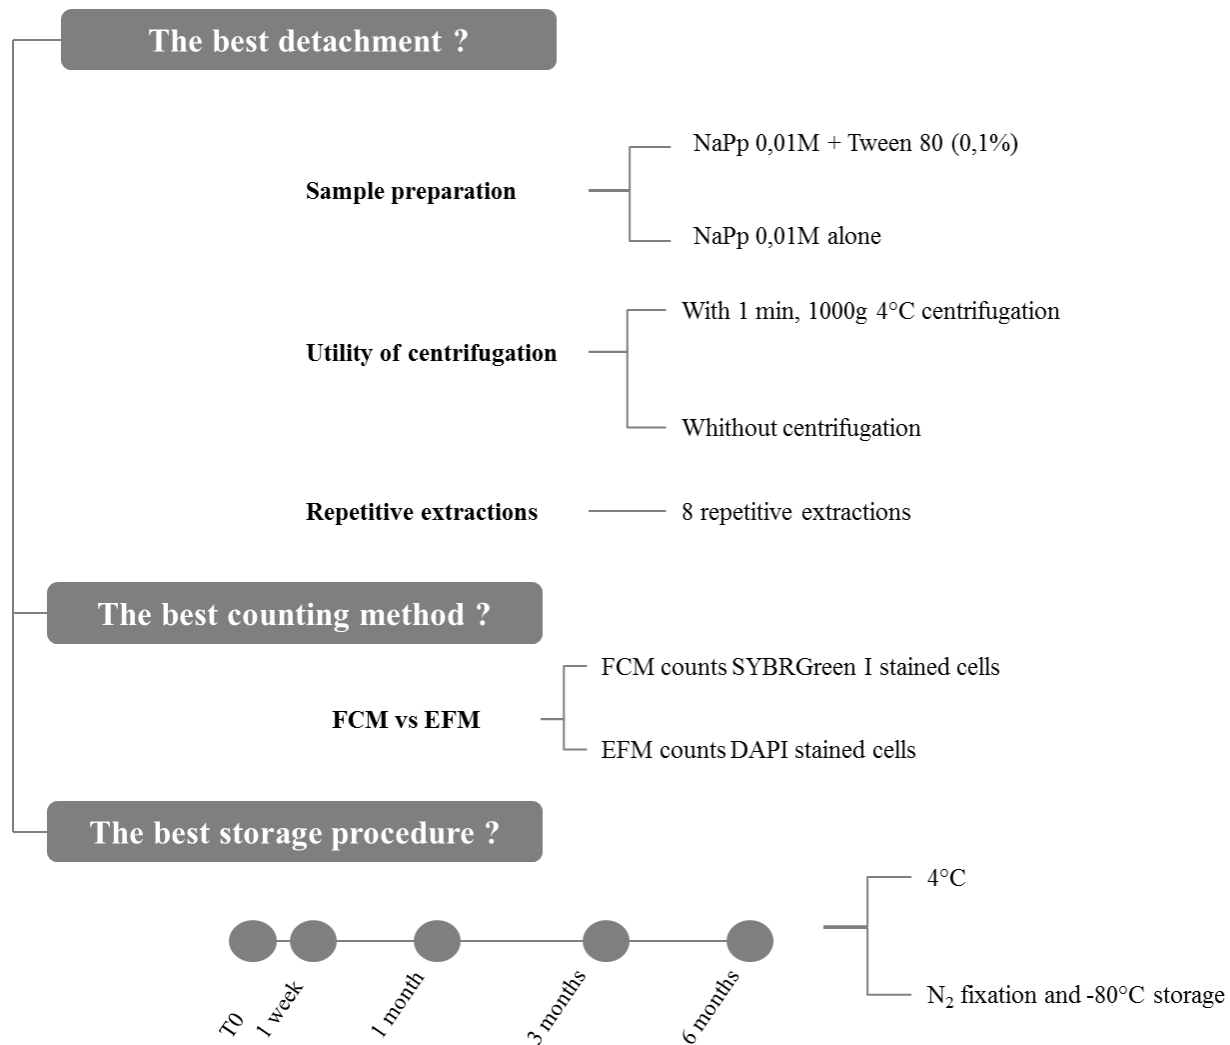 The best detachment ?
NaPp 0,01M + Tween 80 (0,1%)
Sample preparation
NaPp 0,01M alone
With 1 min, 1000g 4°C centrifugation
Utility of centrifugation
Whithout centrifugation
Repetitive extractions
8 repetitive extractions
The best counting method ?
FCM counts SYBRGreen I stained cells
FCM vs EFM
EFM counts DAPI stained cells
The best storage procedure ?
4°C
N₂ fixation and -80°C storage
T0
1 week
1 month
3 months
6 months